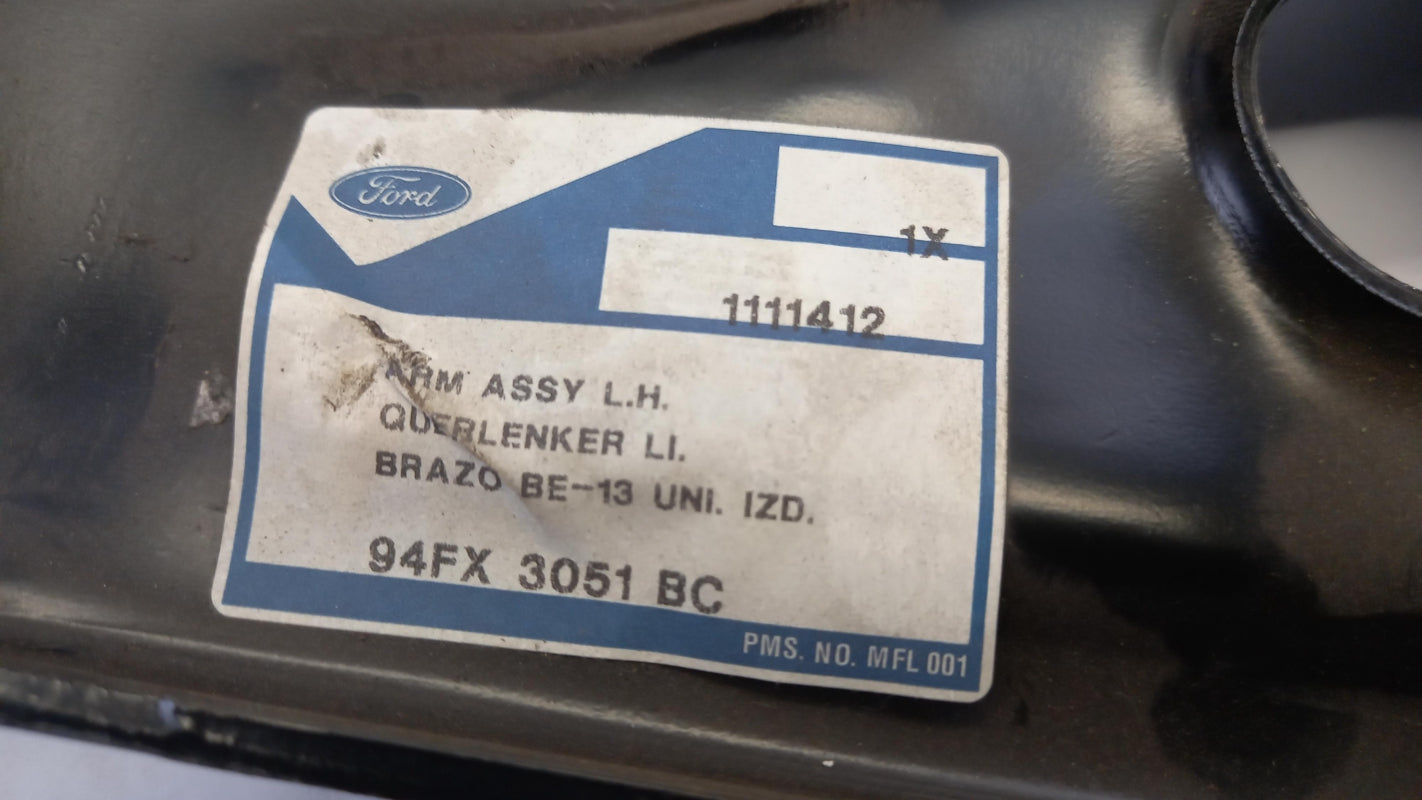 Ford
1X
1111412
ARM ASSY L.H.
QUERLENKER LI.
BRAZO BE-13 UNI. IZD.
94FX 3051 BC
PMS. NO. MFL 001